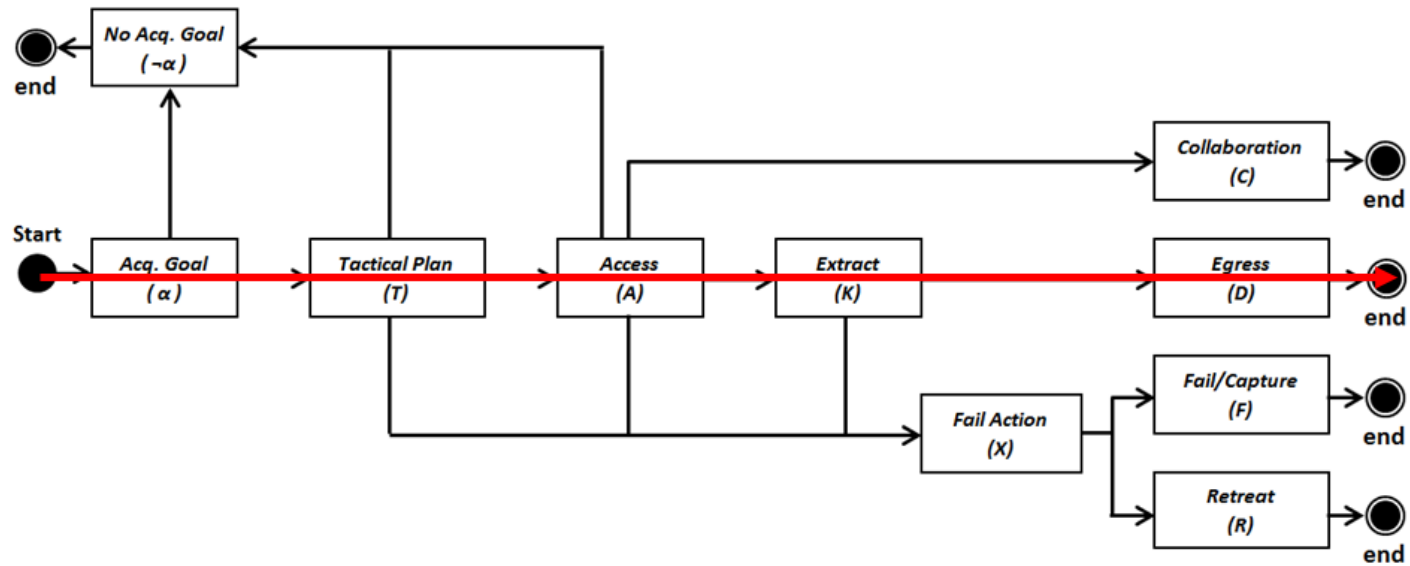 No Acq. Goal
( ¬α )
end
Collaboration
(C)
end
Start
Acq. Goal
( α )
Tactical Plan
(T)
Access
(A)
Extract
(K)
Egress
(D)
end
Fail/Capture
(F)
end
Fail Action
(X)
Retreat
(R)
end